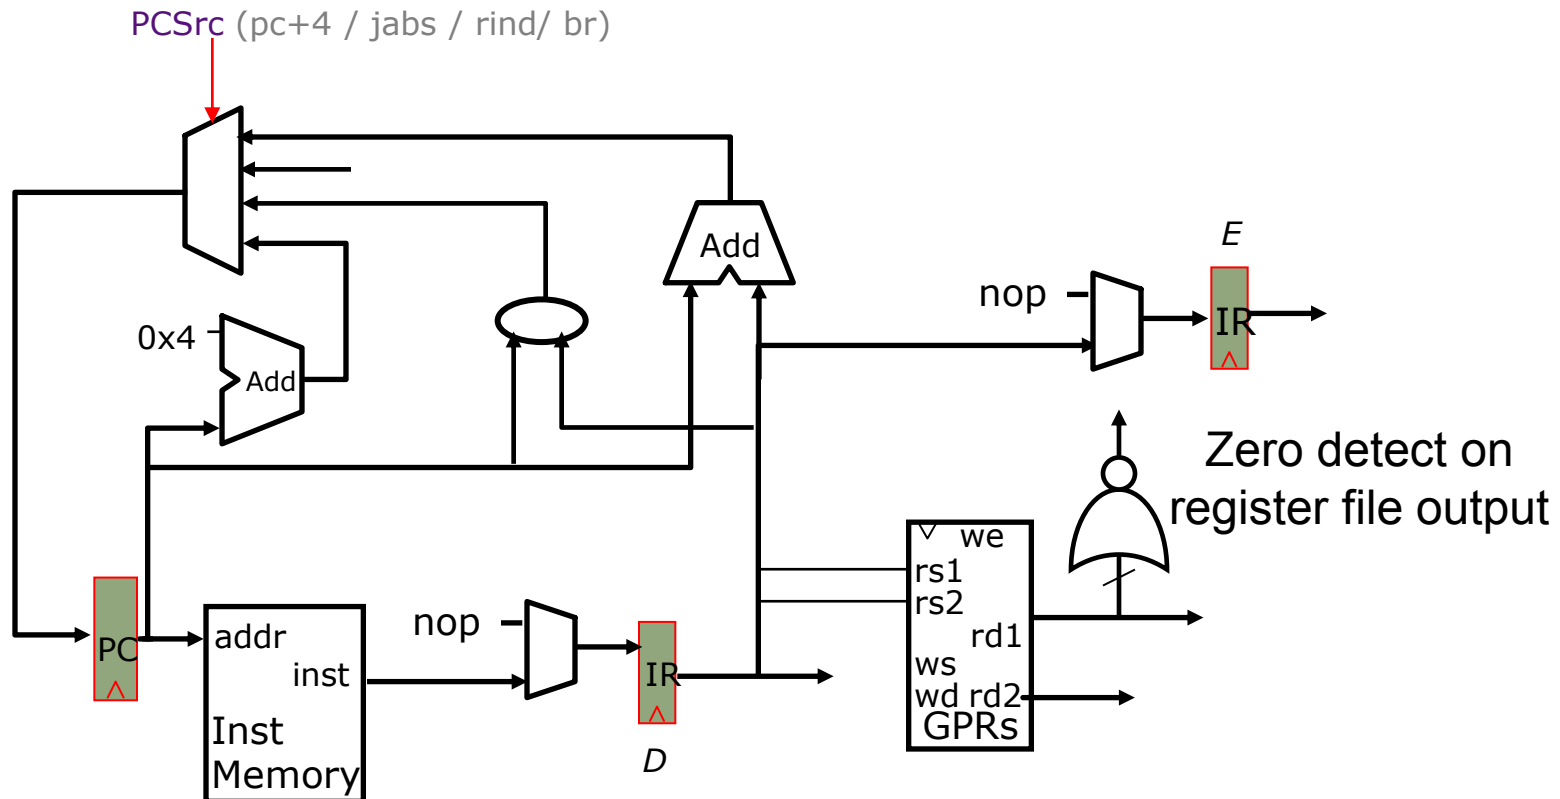 PCSrc (pc+4 / jabs / rind/ br)
E
Add
nop
IR
0x4
Add
Zero detect on
register file output
we
rs1
rs2
rd1
ws
wd rd2
GPRs
PC
addr
inst
Inst
Memory
nop
IR
D